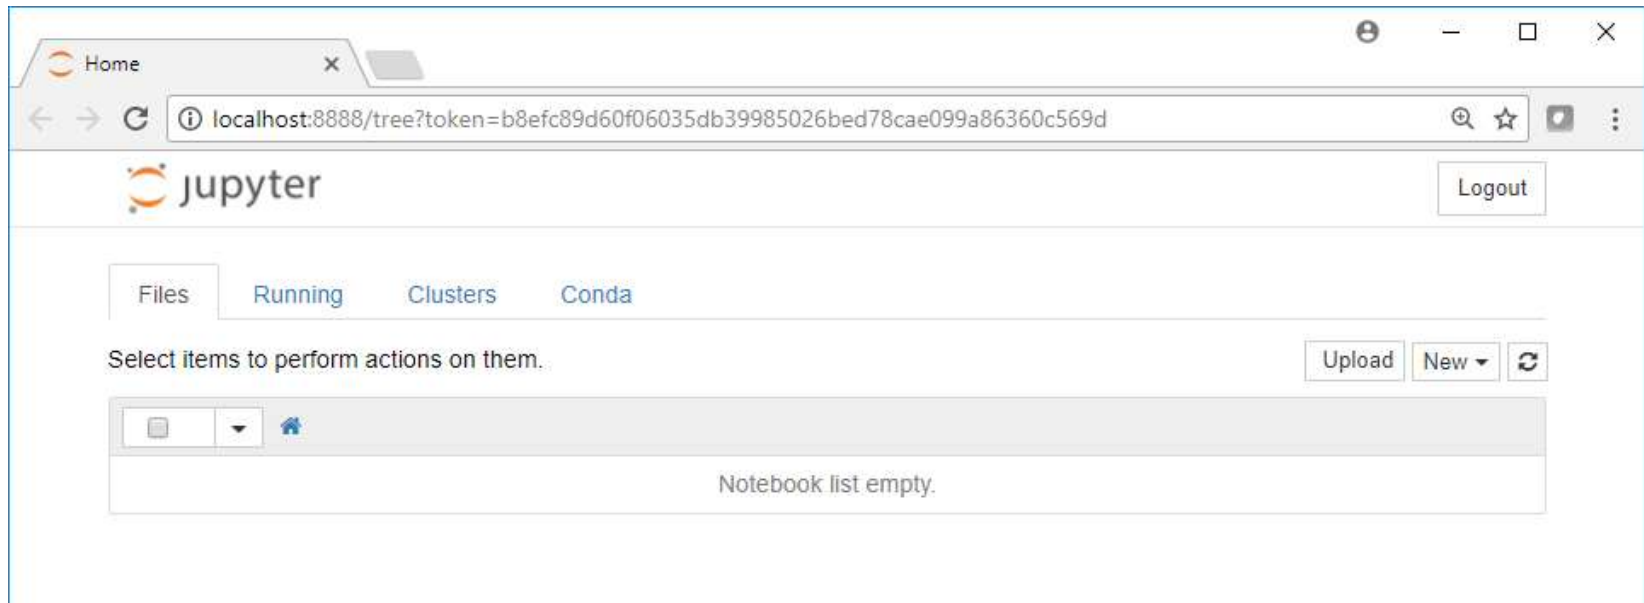 Home
localhost:8888/tree?token=b8efc89d60f06035db39985026bed78cae099a86360c569d
jupyter
Logout
Files Running Clusters Conda
Select items to perform actions on them.
Upload New
Notebook list empty.